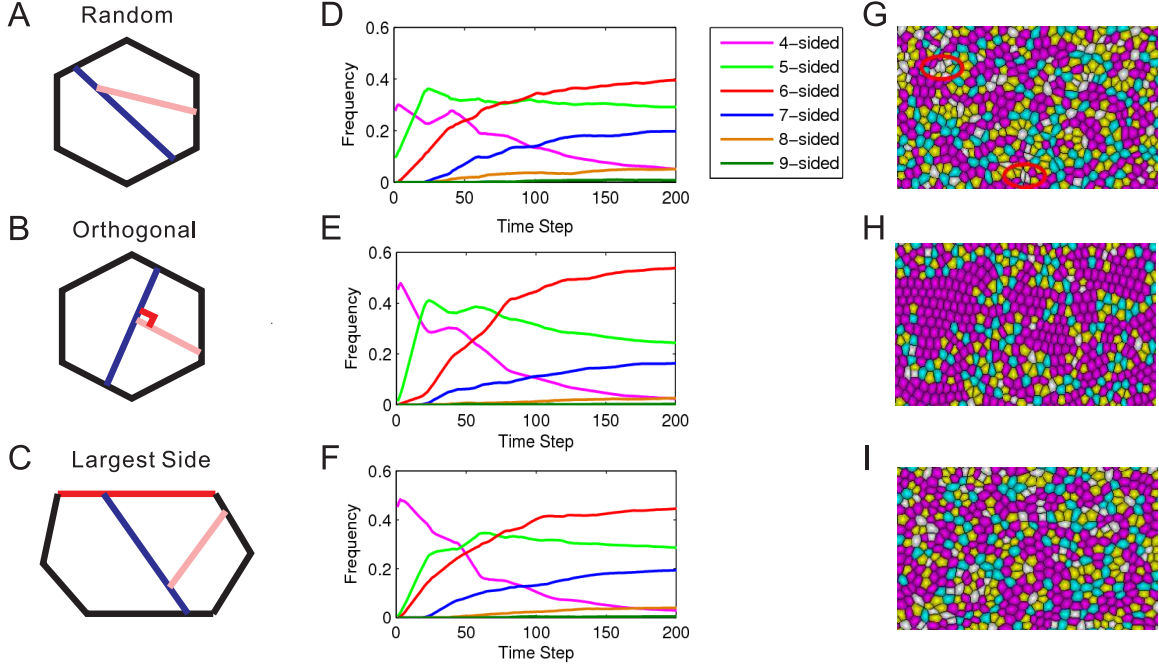 A
Random
D
0.6
0.4
0.2
0
Frequency
0
50
100
150
200
Time Step
4-sided
5-sided
6-sided
7-sided
8-sided
9-sided
G
B
Orthogonal
E
0.6
0.4
0.2
0
Frequency
0
50
100
150
200
Time Step
H
C
Largest Side
F
0.6
0.4
0.2
0
Frequency
0
50
100
150
200
Time Step
I